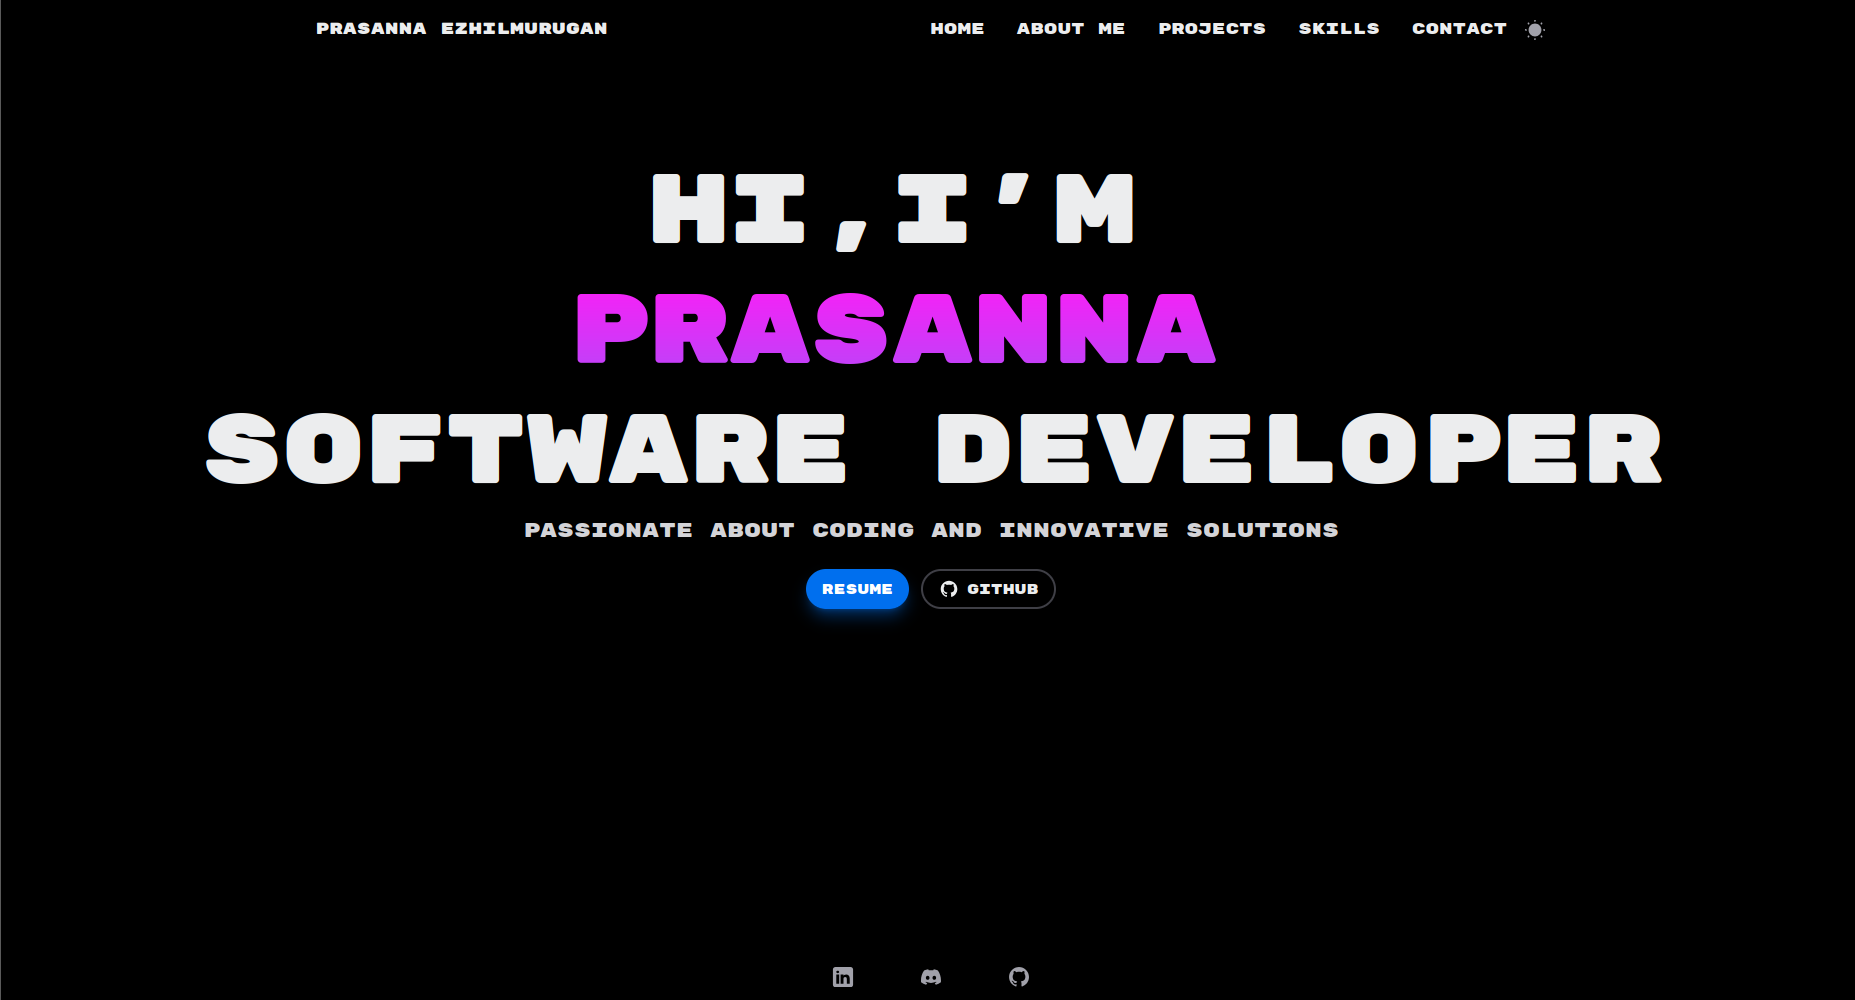 PRASANNA EZHILMURUGAN HOME ABOUT ME PROJECTS SKILLS CONTACT
HI,I’M
PRASANNA
SOFTWARE DEVELOPER
PASSIONATE ABOUT CODING AND INNOVATIVE SOLUTIONS
RESUME GITHUB